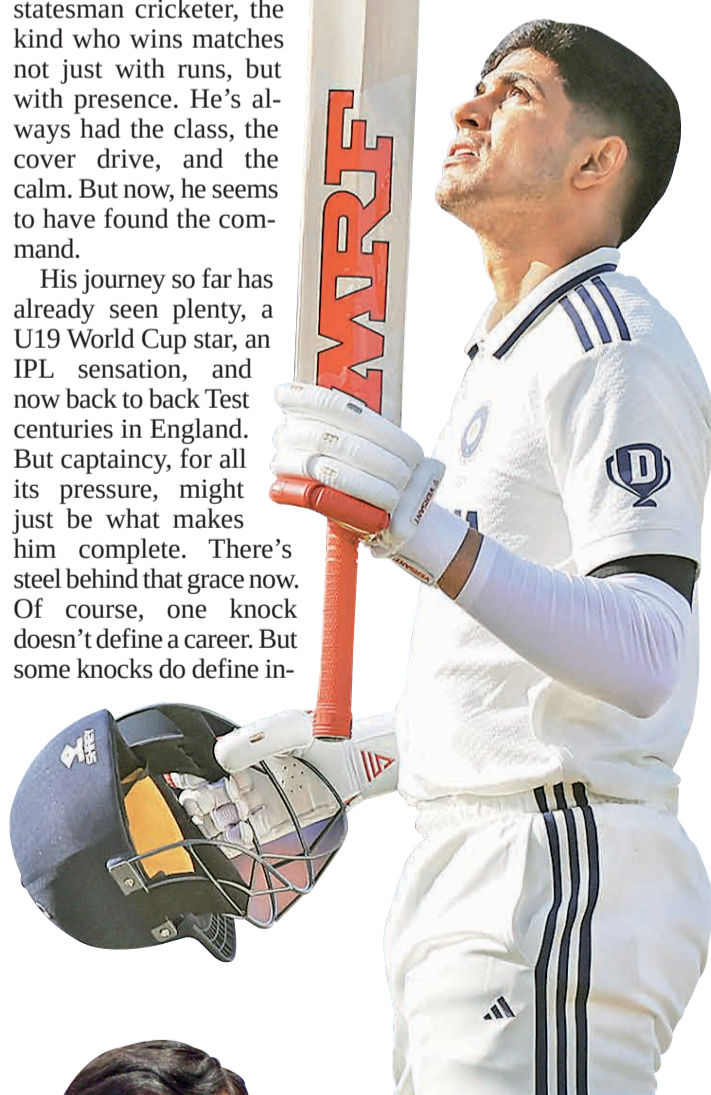 statesman cricketer, the
kind who wins matches
not just with runs, but
with presence. He’s al-
ways had the class, the
cover drive, and the
calm. But now, he seems
to have found the com-
mand.
His journey so far has
already seen plenty, a
U19 World Cup star, an
IPL sensation, and
now back to back Test
centuries in England.
But captaincy, for all
its pressure, might
just be what makes
him complete. There’s
steel behind that grace now.
Of course, one knock
doesn’t define a career. But
some knocks do define in-
MRF
D
VERSANT
VERSANT
SHREY